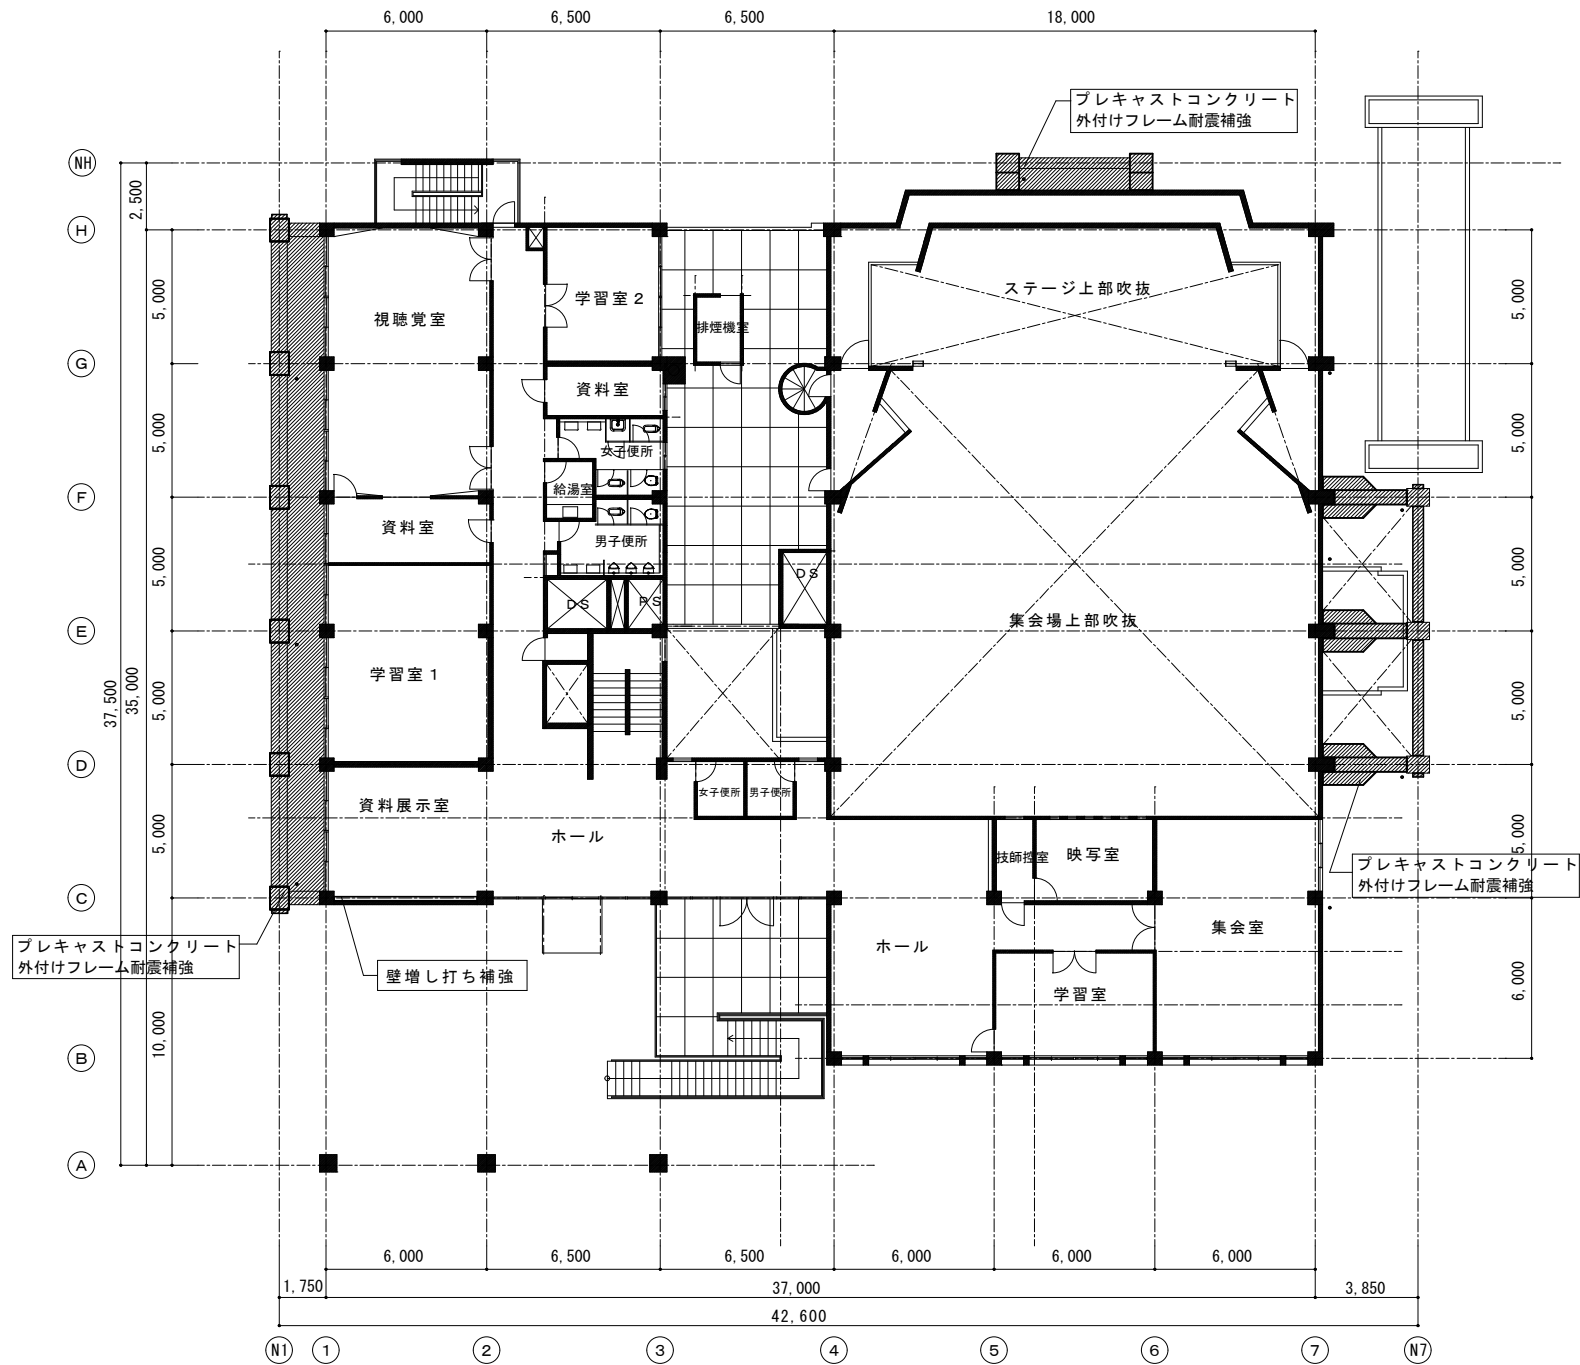 6,000
6,500
6,500
18,000
プレキャストコンクリート
外付けフレーム耐震補強
NH
2,500
H
5,000
視聴覚室
学習室2
排煙機室
ステージ上部吹抜
5,000
G
資料室
5,000
女子便所
5,000
給湯室
F
資料室
男子便所
5,000
DS
PS
DS
5,000
E
集会場上部吹抜
37,500
35,000
5,000
学習室1
5,000
D
女子便所
男子便所
資料展示室
ホール
5,000
技師控室
映写室
5,000
プレキャストコンクリート
外付けフレーム耐震補強
C
プレキャストコンクリート
外付けフレーム耐震補強
壁増し打ち補強
ホール
集会室
学習室
6,000
10,000
B
A
6,000
6,500
6,500
6,000
6,000
6,000
1,750
37,000
3,850
42,600
N1
1
2
3
4
5
6
7
N7